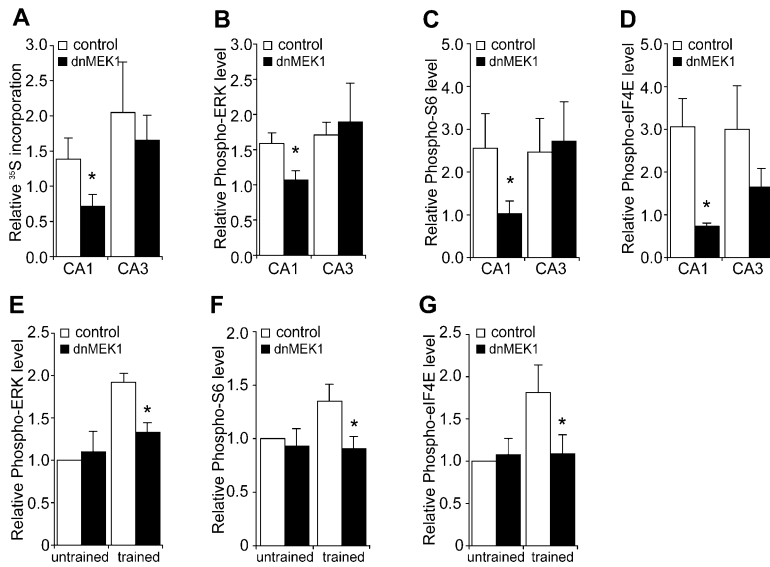 A
control
dnMEK1
Relative ³⁵S incorporation
3.0
2.5
2.0
1.5
1.0
0.5
0.0
*
CA1 CA3
B
control
dnMEK1
Relative Phospho-ERK level
3.0
2.5
2.0
1.5
1.0
0.5
0.0
*
CA1 CA3
C
control
dnMEK1
Relative Phospho-S6 level
5.0
4.0
3.0
2.0
1.0
0.0
*
CA1 CA3
D
control
dnMEK1
Relative Phospho-eIF4E level
5.0
4.0
3.0
2.0
1.0
0.0
*
CA1 CA3
E
control
dnMEK1
Relative Phospho-ERK level
2.5
2.0
1.5
1.0
0.5
0
*
untrained trained
F
control
dnMEK1
Relative Phospho-S6 level
2.0
1.5
1.0
0.5
0
*
untrained trained
G
control
dnMEK1
Relative Phospho-eIF4E level
2.5
2.0
1.5
1.0
0.5
0
*
untrained trained